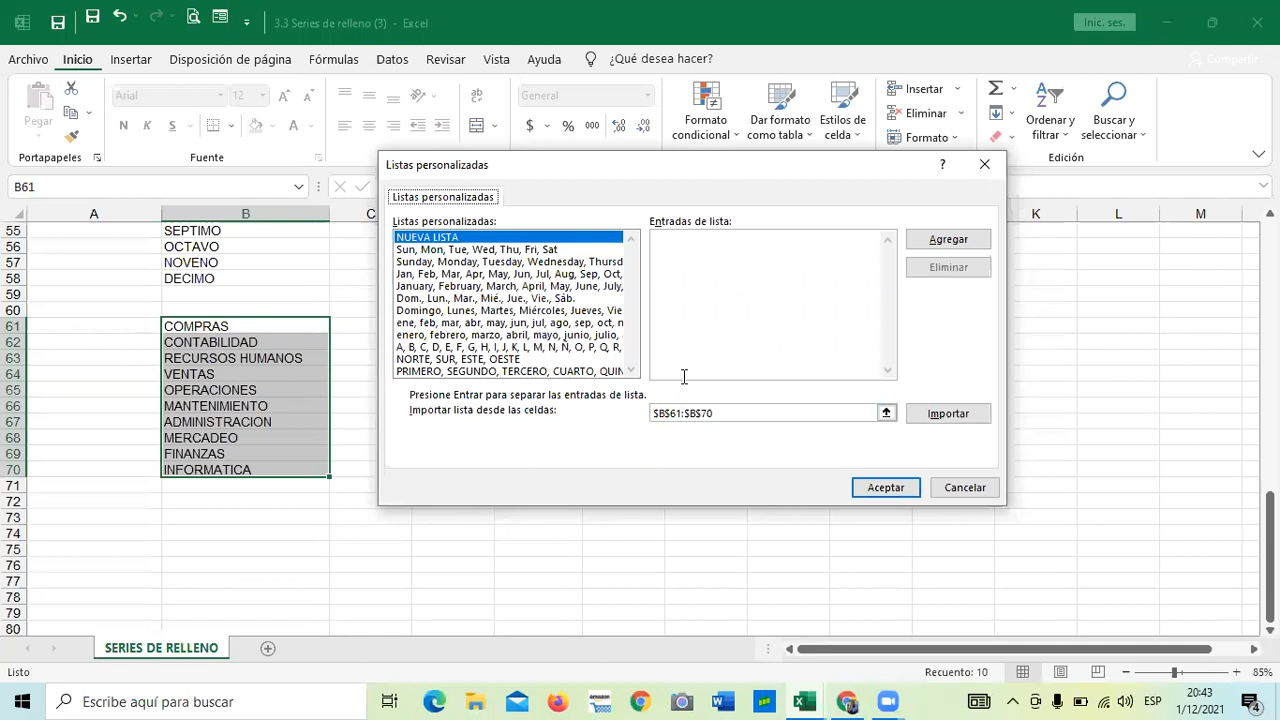 3.3 Series de relleno (3) - Excel
Inic. ses.
Archivo Inicio Insertar Disposición de página Fórmulas Datos Revisar Vista Ayuda ¿Qué desea hacer? Compartir
Pegar
Arial 12
N K S
General
$ % 000
Formato condicional
Dar formato como tabla
Estilos de celda
Insertar
Eliminar
Formato
Ordenar y filtrar
Buscar y seleccionar
Portapapeles Fuente Edición
B61
A B C K L M
55 SEPTIMO
56 OCTAVO
57 NOVENO
58 DECIMO
59
60
61 COMPRAS
62 CONTABILIDAD
63 RECURSOS HUMANOS
64 VENTAS
65 OPERACIONES
66 MANTENIMIENTO
67 ADMINISTRACION
68 MERCADEO
69 FINANZAS
70 INFORMATICA
71
72
73
74
75
76
77
78
79
80
Listas personalizadas
?
Listas personalizadas
Listas personalizadas:
NUEVA LISTA
Sun, Mon, Tue, Wed, Thu, Fri, Sat
Sunday, Monday, Tuesday, Wednesday, Thursd
Jan, Feb, Mar, Apr, May, Jun, Jul, Aug, Sep, Oct,
January, February, March, April, May, June, July,
Dom., Lun., Mar., Mié., Jue., Vie., Sáb.
Domingo, Lunes, Martes, Miércoles, Jueves, Vie
ene, feb, mar, abr, may, jun, jul, ago, sep, oct, n
enero, febrero, marzo, abril, mayo, junio, julio,
A, B, C, D, E, F, G, H, I, J, K, L, M, N, Ñ, O, P, Q, R,
NORTE, SUR, ESTE, OESTE
PRIMERO, SEGUNDO, TERCERO, CUARTO, QUIN
Entradas de lista:
Agregar
Eliminar
Presione Entrar para separar las entradas de lista.
Importar lista desde las celdas: $B$61:$B$70 Importar
Aceptar Cancelar
SERIES DE RELLENO
Listo Recuento: 10 85%
Escribe aquí para buscar
amazon
ESP
20:43
1/12/2021
4